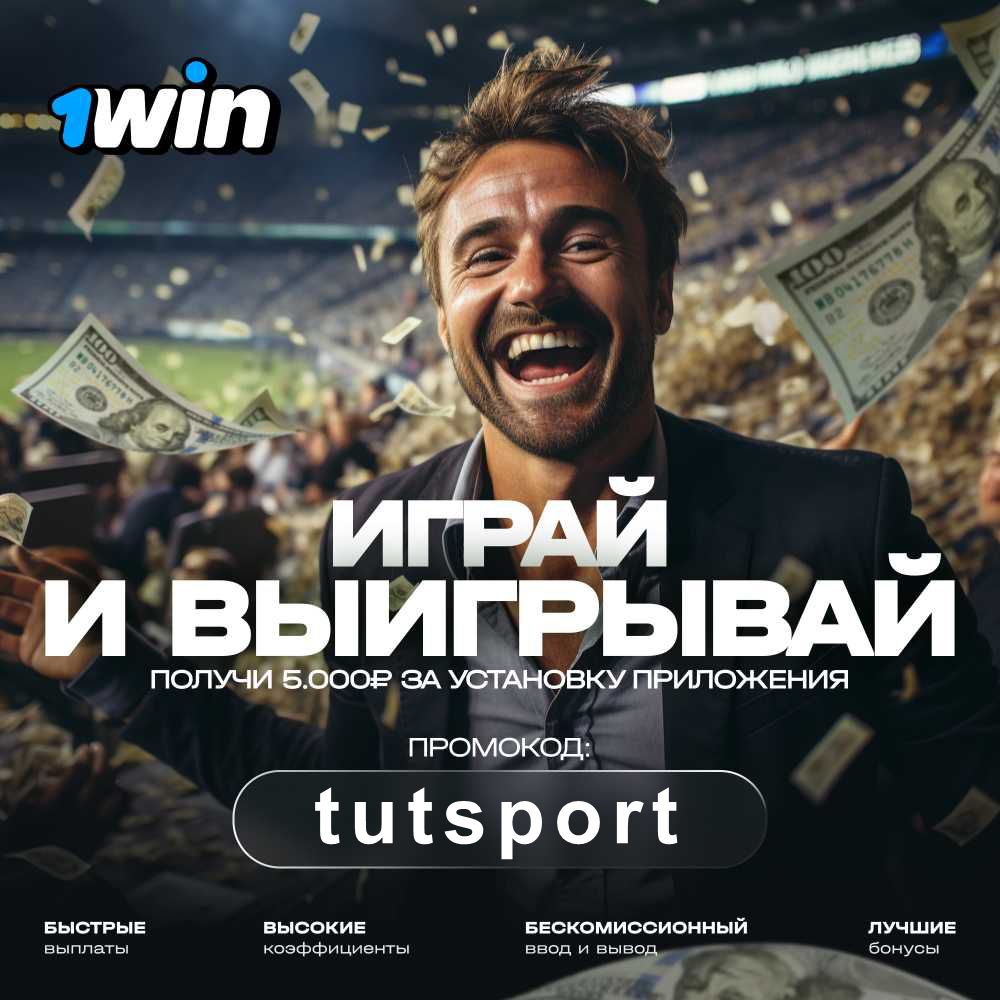 1win
ИГРАЙ
И ВЫИГРЫВАЙ
ПОЛУЧИ 5.000₽ ЗА УСТАНОВКУ ПРИЛОЖЕНИЯ
ПРОМОКОД:
tutsport
БЫСТРЫЕ
выплаты
ВЫСОКИЕ
коэффициенты
БЕСКОМИССИОННЫЙ
ввод и вывод
ЛУЧШИЕ
бонусы